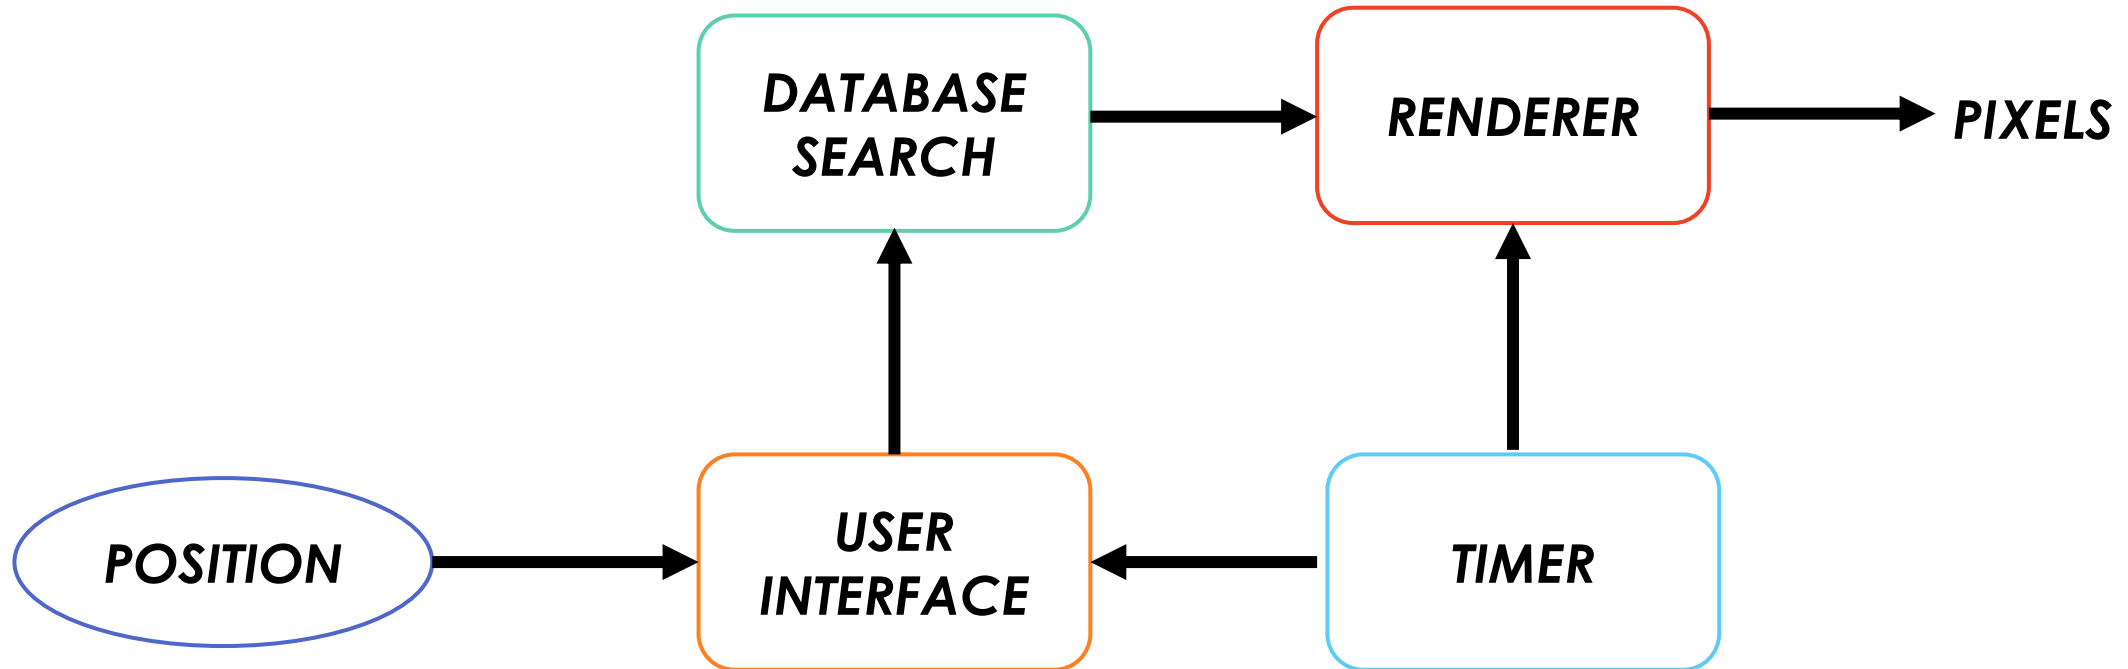 DATABASE
SEARCH
RENDERER
PIXELS
POSITION
USER
INTERFACE
TIMER